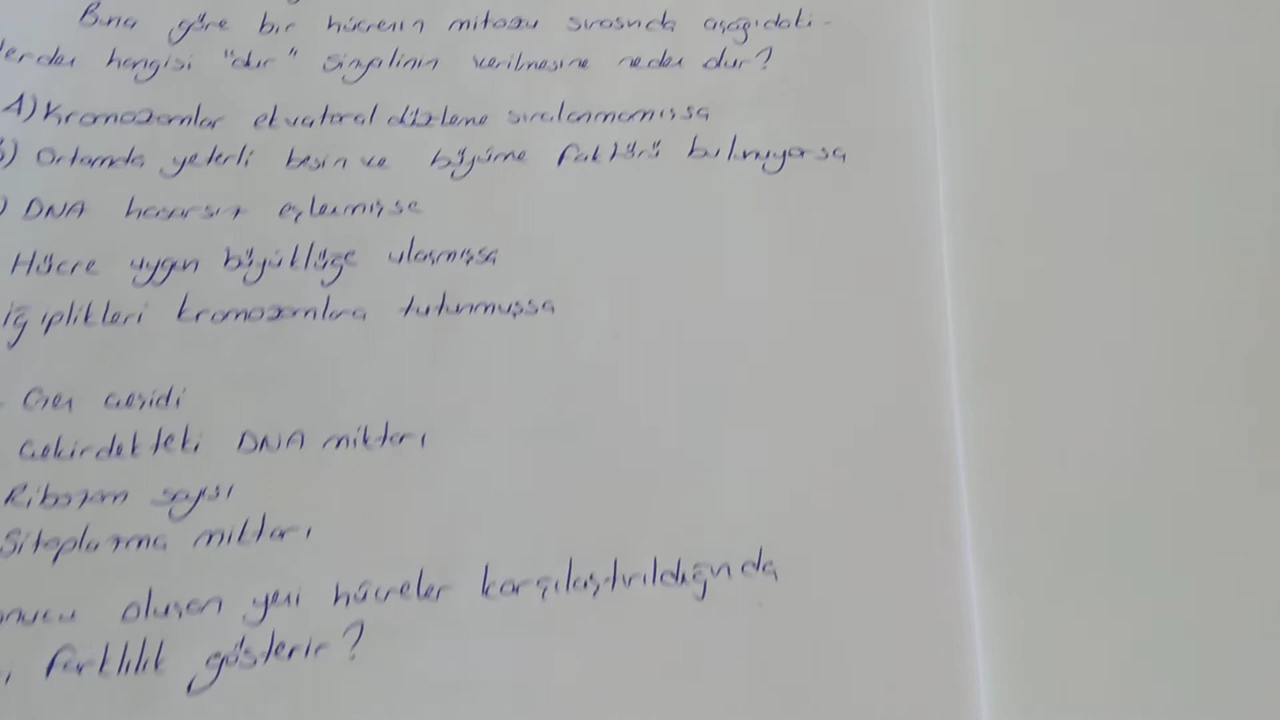 Buna göre bir hücrenin mitozu sırasında aşağıdaki-
lerden hangisi "dur" sinyalinin verilmesine neden dur?
A) Kromozomlar ekvatoral düzleme sıralanmamışsa
) Ortamda yeterli besin ve büyüme faktörü bulunuyorsa
) DNA hasarsız eşlenmişse
Hücre uygun büyüklüğe ulaşmışsa
iğ iplikleri kromozomlara tutunmuşsa
Gen çeşidi
Çekirdekteki DNA miktarı
Ribozom sayısı
Sitoplazma miktarı
oluşan yeni hücreler karşılaştırıldığında
farklılık gösterir?